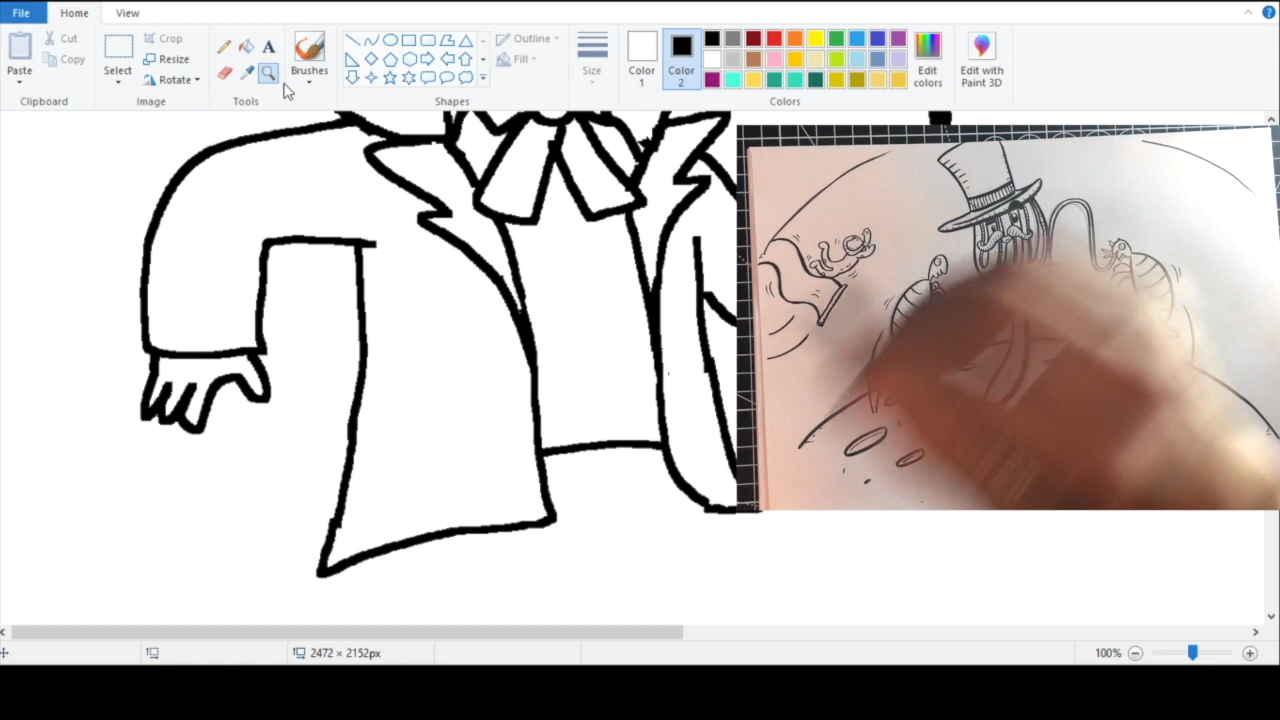 File Home View
Paste
Cut
Copy
Clipboard
Select
Crop
Resize
Rotate
Image
A
Tools
Brushes
Shapes
Outline
Fill
Size
Color 1
Color 2
Colors
Edit colors
Edit with Paint 3D
2472 × 2152px
100%